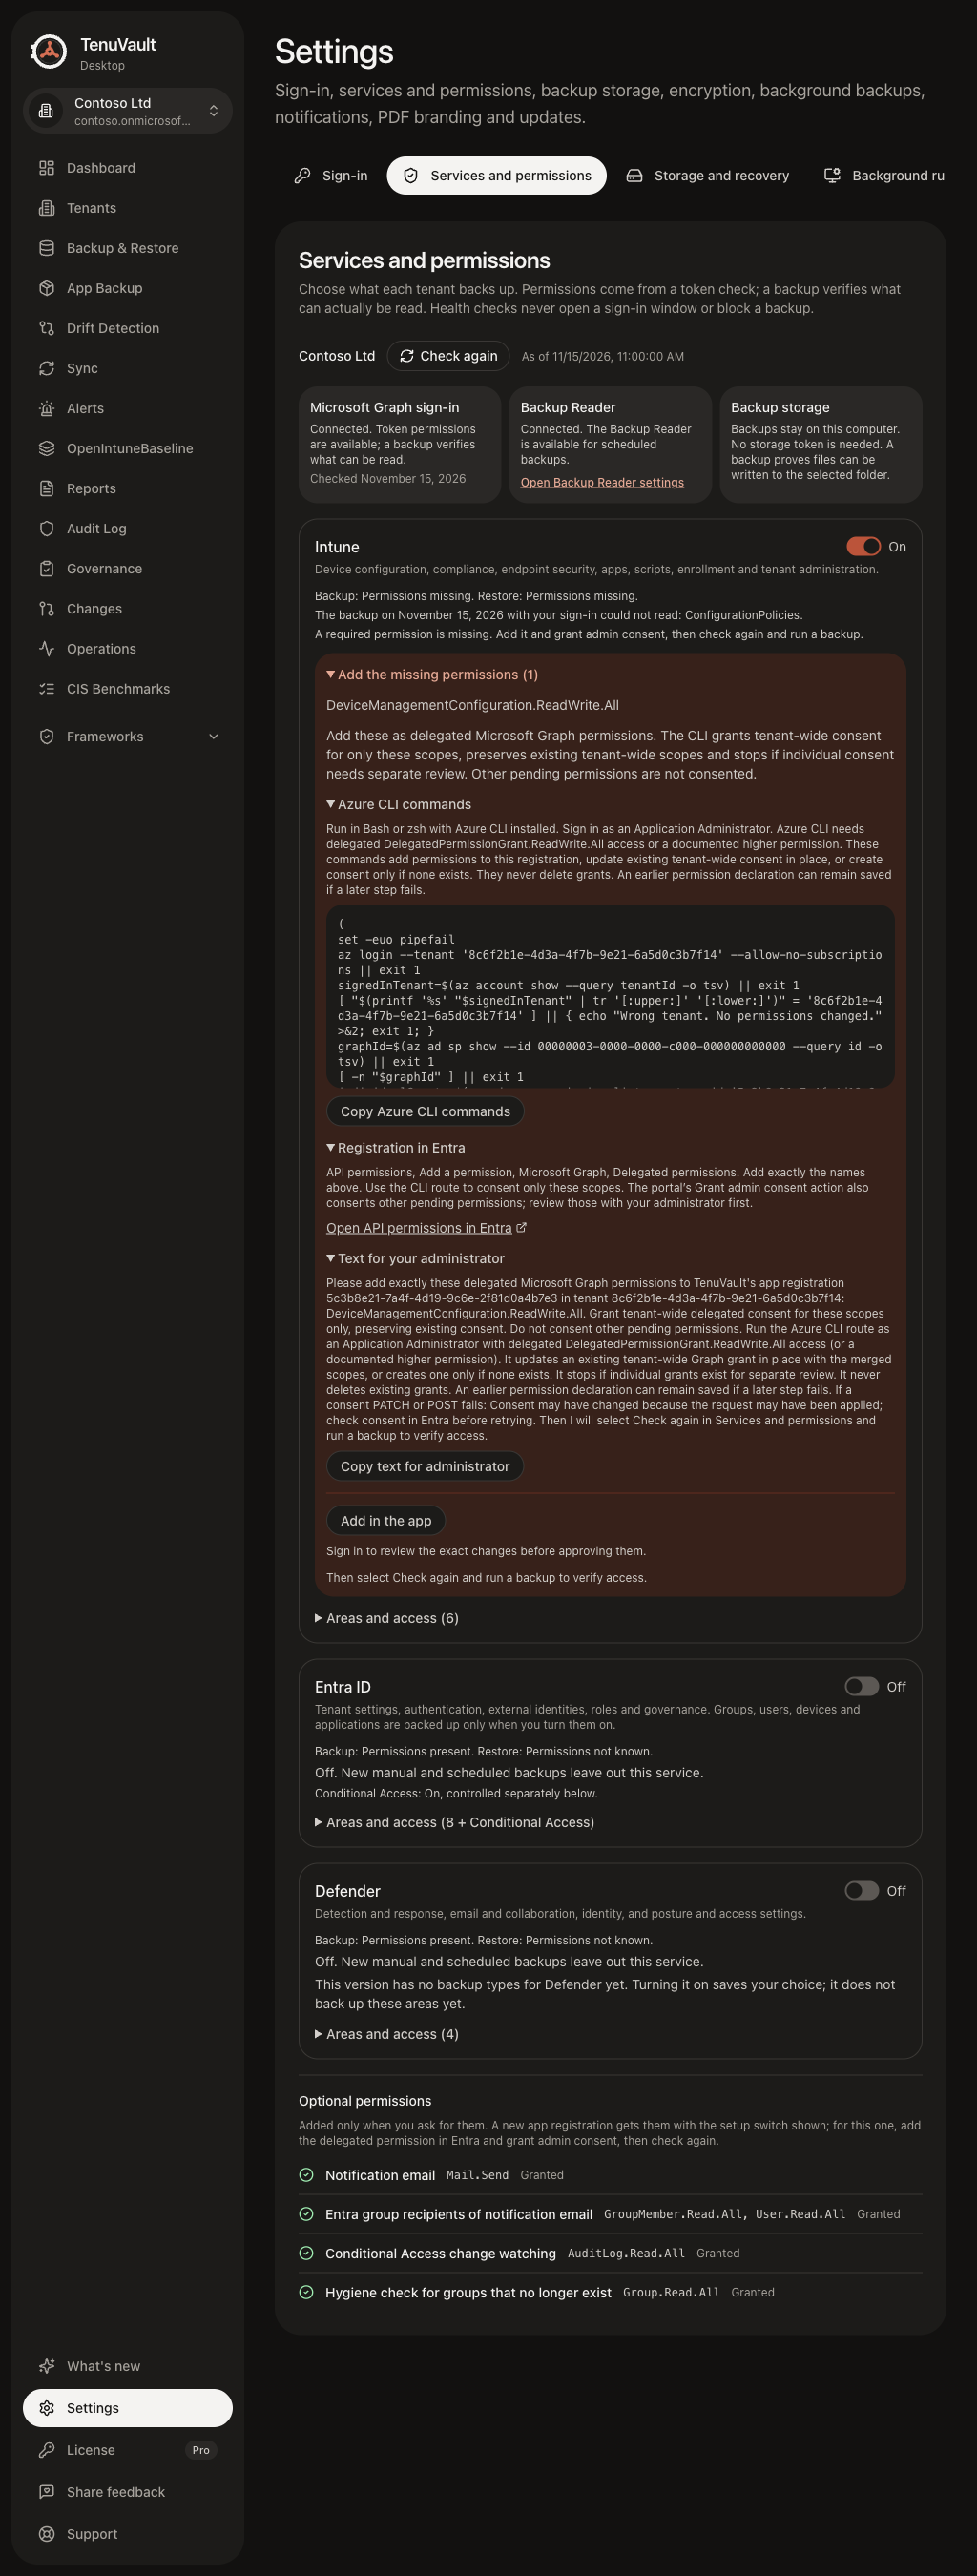 TenuVault
Desktop
Contoso Ltd
contoso.onmicrosof...
Dashboard
Tenants
Backup & Restore
App Backup
Drift Detection
Sync
Alerts
OpenIntuneBaseline
Reports
Audit Log
Governance
Changes
Operations
CIS Benchmarks
Frameworks
What's new
Settings
License
Pro
Share feedback
Support
Settings
Sign-in, services and permissions, backup storage, encryption, background backups,
notifications, PDF branding and updates.
Sign-in
Services and permissions
Storage and recovery
Background ru
Services and permissions
Choose what each tenant backs up. Permissions come from a token check; a backup verifies what
can actually be read. Health checks never open a sign-in window or block a backup.
Contoso Ltd
Check again
As of 11/15/2026, 11:00:00 AM
Microsoft Graph sign-in
Connected. Token permissions
are available; a backup verifies
what can be read.
Checked November 15, 2026
Backup Reader
Connected. The Backup Reader
is available for scheduled
backups.
Open Backup Reader settings
Backup storage
Backups stay on this computer.
No storage token is needed. A
backup proves files can be
written to the selected folder.
Intune
On
Device configuration, compliance, endpoint security, apps, scripts, enrollment and tenant administration.
Backup: Permissions missing. Restore: Permissions missing.
The backup on November 15, 2026 with your sign-in could not read: ConfigurationPolicies.
A required permission is missing. Add it and grant admin consent, then check again and run a backup.
Add the missing permissions (1)
DeviceManagementConfiguration.ReadWrite.All
Add these as delegated Microsoft Graph permissions. The CLI grants tenant-wide consent
for only these scopes, preserves existing tenant-wide scopes and stops if individual consent
needs separate review. Other pending permissions are not consented.
Azure CLI commands
Run in Bash or zsh with Azure CLI installed. Sign in as an Application Administrator. Azure CLI needs
delegated DelegatedPermissionGrant.ReadWrite.All access or a documented higher permission. These
commands add permissions to this registration, update existing tenant-wide consent in place, or create
consent only if none exists. They never delete grants. An earlier permission declaration can remain saved
if a later step fails.
(
set -euo pipefail
az login --tenant '8c6f2b1e-4d3a-4f7b-9e21-6a5d0c3b7f14' --allow-no-subscriptio
ns || exit 1
signedInTenant=$(az account show --query tenantId -o tsv) || exit 1
[ "$(printf '%s' "$signedInTenant" | tr '[:upper:]' '[:lower:]')" = '8c6f2b1e-4
d3a-4f7b-9e21-6a5d0c3b7f14' ] || { echo "Wrong tenant. No permissions changed."
>&2; exit 1; }
graphId=$(az ad sp show --id 00000003-0000-0000-c000-000000000000 --query id -o
tsv) || exit 1
[ -n "$graphId" ] || exit 1
Copy Azure CLI commands
Registration in Entra
API permissions, Add a permission, Microsoft Graph, Delegated permissions. Add exactly the names
above. Use the CLI route to consent only these scopes. The portal's Grant admin consent action also
consents other pending permissions; review those with your administrator first.
Open API permissions in Entra
Text for your administrator
Please add exactly these delegated Microsoft Graph permissions to TenuVault's app registration
5c3b8e21-7a4f-4d19-9c6e-2f81d0a4b7e3 in tenant 8c6f2b1e-4d3a-4f7b-9e21-6a5d0c3b7f14:
DeviceManagementConfiguration.ReadWrite.All. Grant tenant-wide delegated consent for these scopes
only, preserving existing consent. Do not consent other pending permissions. Run the Azure CLI route as
an Application Administrator with delegated DelegatedPermissionGrant.ReadWrite.All access (or a
documented higher permission). It updates an existing tenant-wide Graph grant in place with the merged
scopes, or creates one only if none exists. It stops if individual grants exist for separate review. It never
deletes existing grants. An earlier permission declaration can remain saved if a later step fails. If a
consent PATCH or POST fails: Consent may have changed because the request may have been applied;
check consent in Entra before retrying. Then I will select Check again in Services and permissions and
run a backup to verify access.
Copy text for administrator
Add in the app
Sign in to review the exact changes before approving them.
Then select Check again and run a backup to verify access.
Areas and access (6)
Entra ID
Off
Tenant settings, authentication, external identities, roles and governance. Groups, users, devices and
applications are backed up only when you turn them on.
Backup: Permissions present. Restore: Permissions not known.
Off. New manual and scheduled backups leave out this service.
Conditional Access: On, controlled separately below.
Areas and access (8 + Conditional Access)
Defender
Off
Detection and response, email and collaboration, identity, and posture and access settings.
Backup: Permissions present. Restore: Permissions not known.
Off. New manual and scheduled backups leave out this service.
This version has no backup types for Defender yet. Turning it on saves your choice; it does not
back up these areas yet.
Areas and access (4)
Optional permissions
Added only when you ask for them. A new app registration gets them with the setup switch shown; for this one, add
the delegated permission in Entra and grant admin consent, then check again.
Notification email Mail.Send Granted
Entra group recipients of notification email GroupMember.Read.All, User.Read.All Granted
Conditional Access change watching AuditLog.Read.All Granted
Hygiene check for groups that no longer exist Group.Read.All Granted